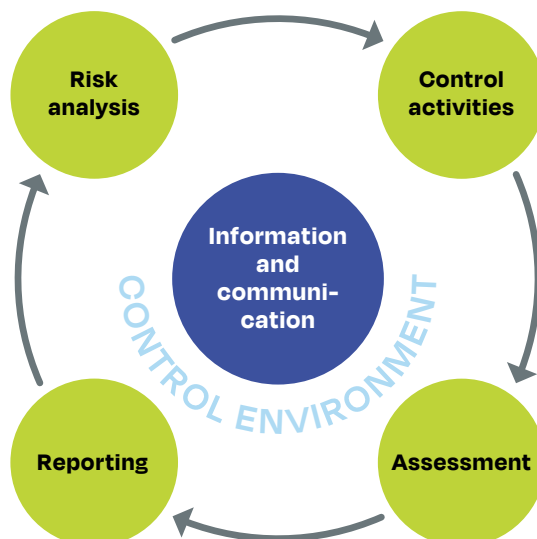 Risk
analysis
Control
activities
Information
and
communi-
cation
CONTROL ENVIRONMENT
Reporting
Assessment